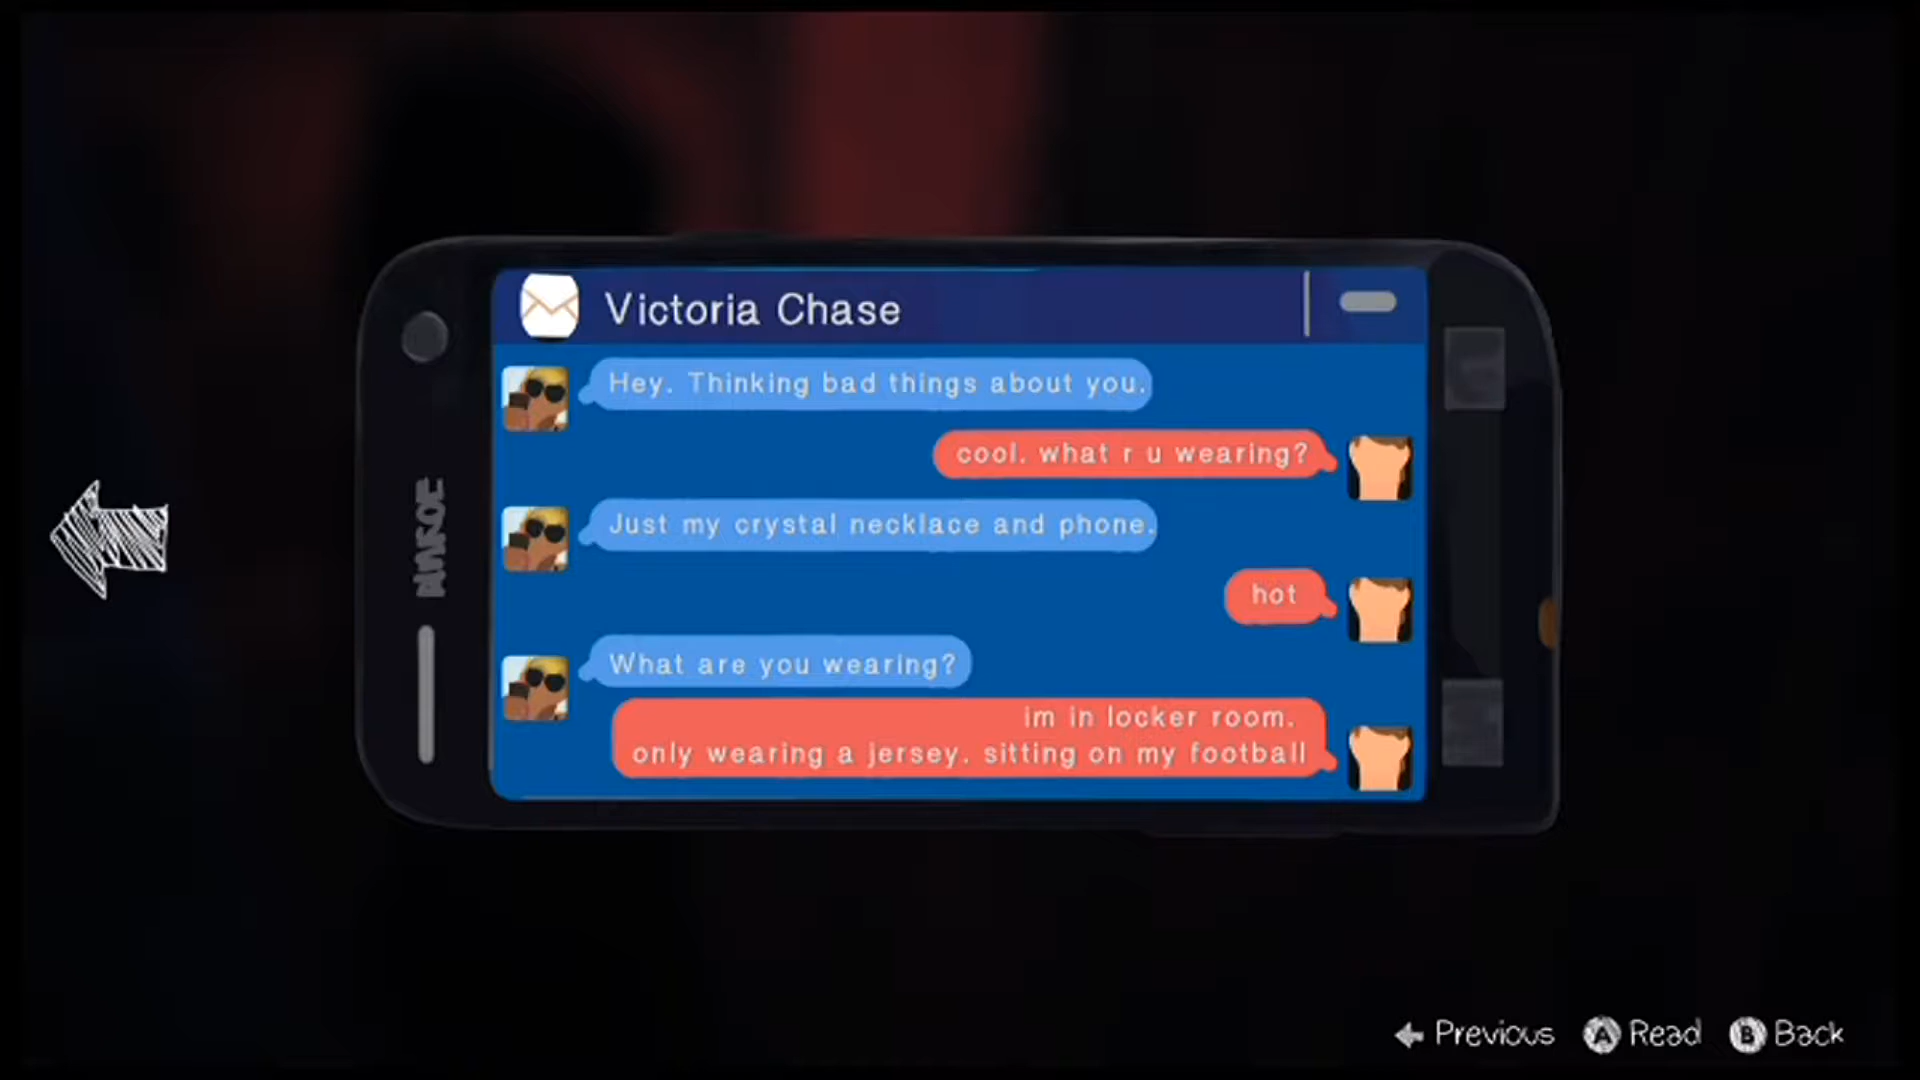 Victoria Chase
Hey. Thinking bad things about you.
cool. what r u wearing?
Just my crystal necklace and phone.
hot
What are you wearing?
im in locker room.
only wearing a jersey. sitting on my football
Previous
A Read
B Back